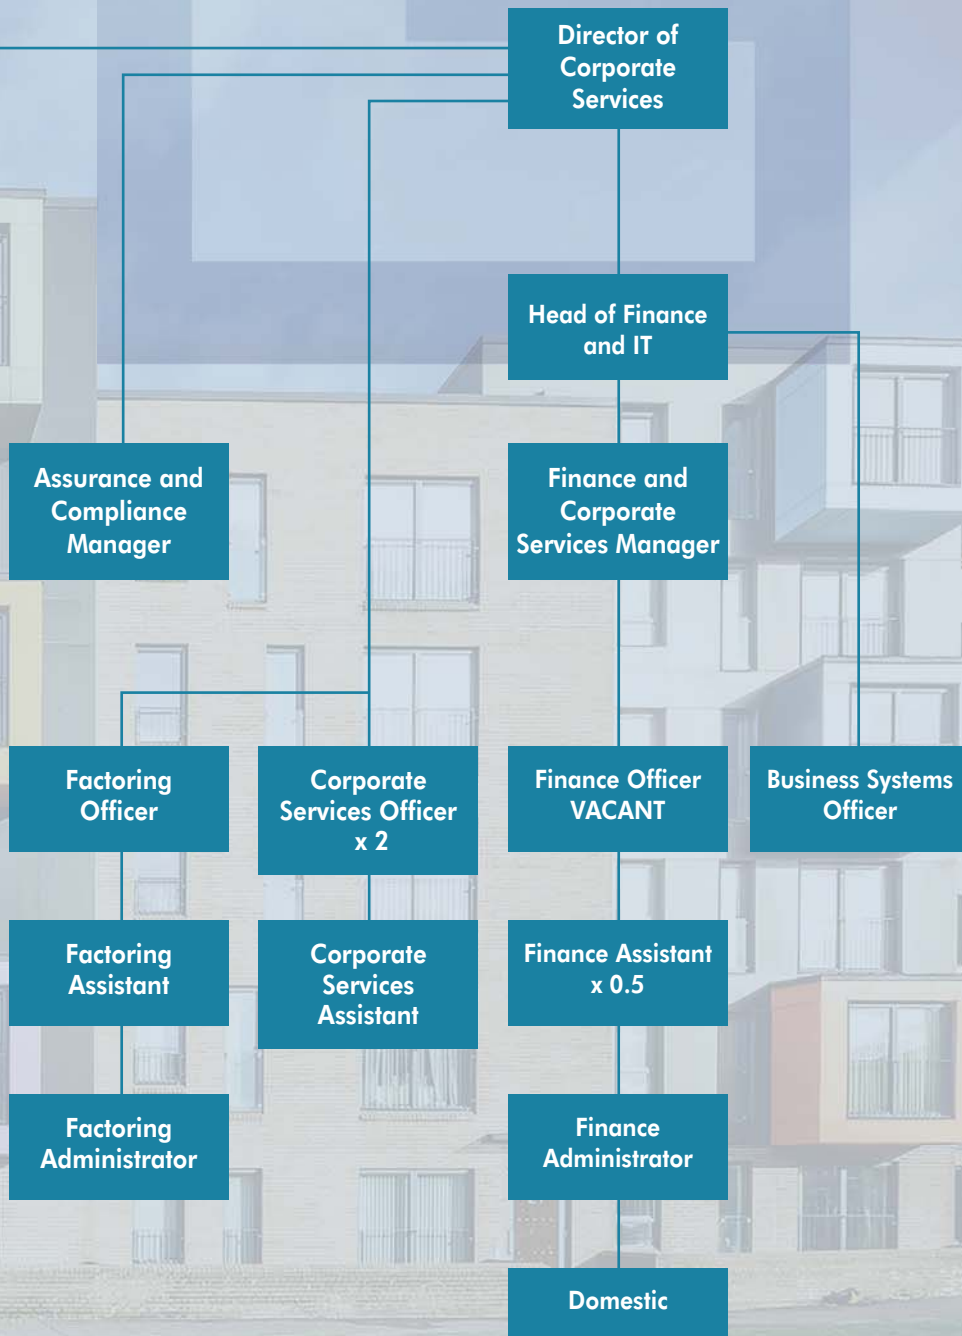 Director of
Corporate
Services
Head of Finance
and IT
Assurance and
Compliance
Manager
Finance and
Corporate
Services Manager
Factoring
Officer
Corporate
Services Officer
x 2
Finance Officer
VACANT
Business Systems
Officer
Factoring
Assistant
Corporate
Services
Assistant
Finance Assistant
x 0.5
Factoring
Administrator
Finance
Administrator
Domestic